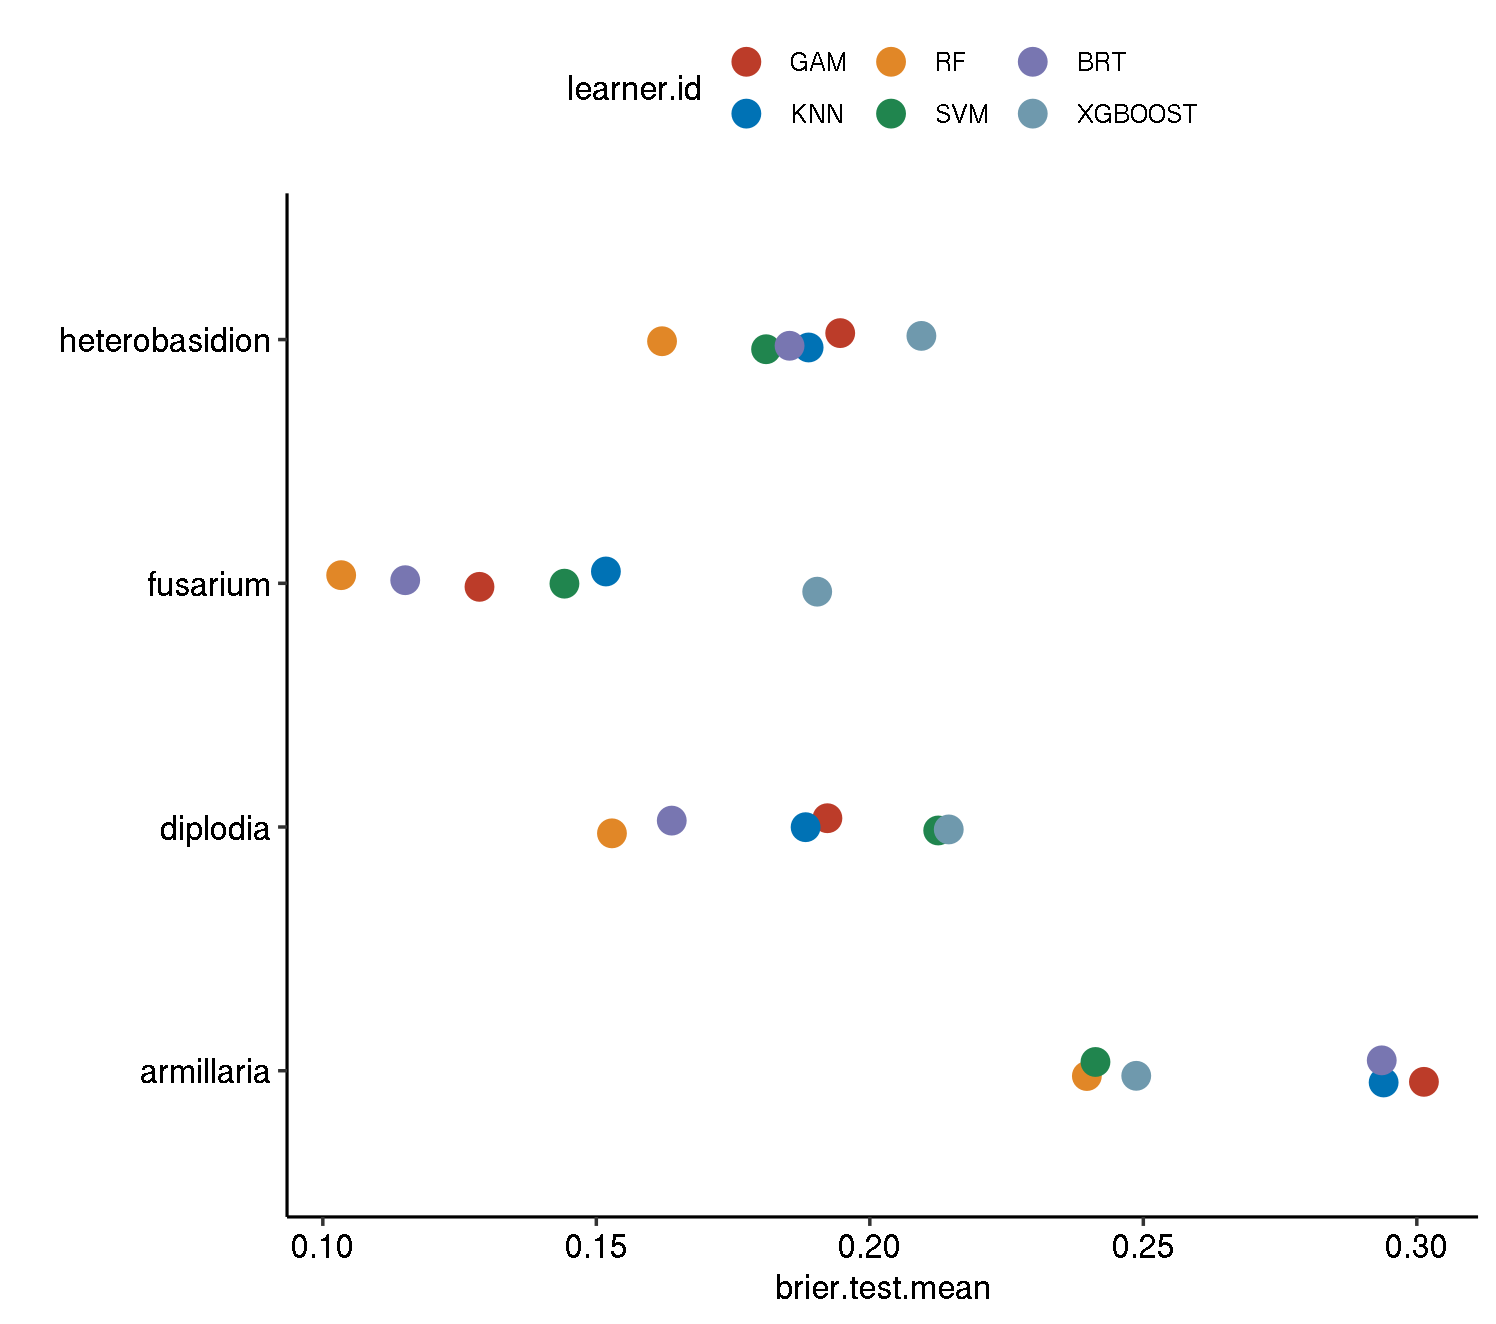 learner.id
GAM RF BRT
KNN SVM XGBOOST
heterobasidion
fusarium
diplodia
armillaria
0.10 0.15 0.20 0.25 0.30
brier.test.mean